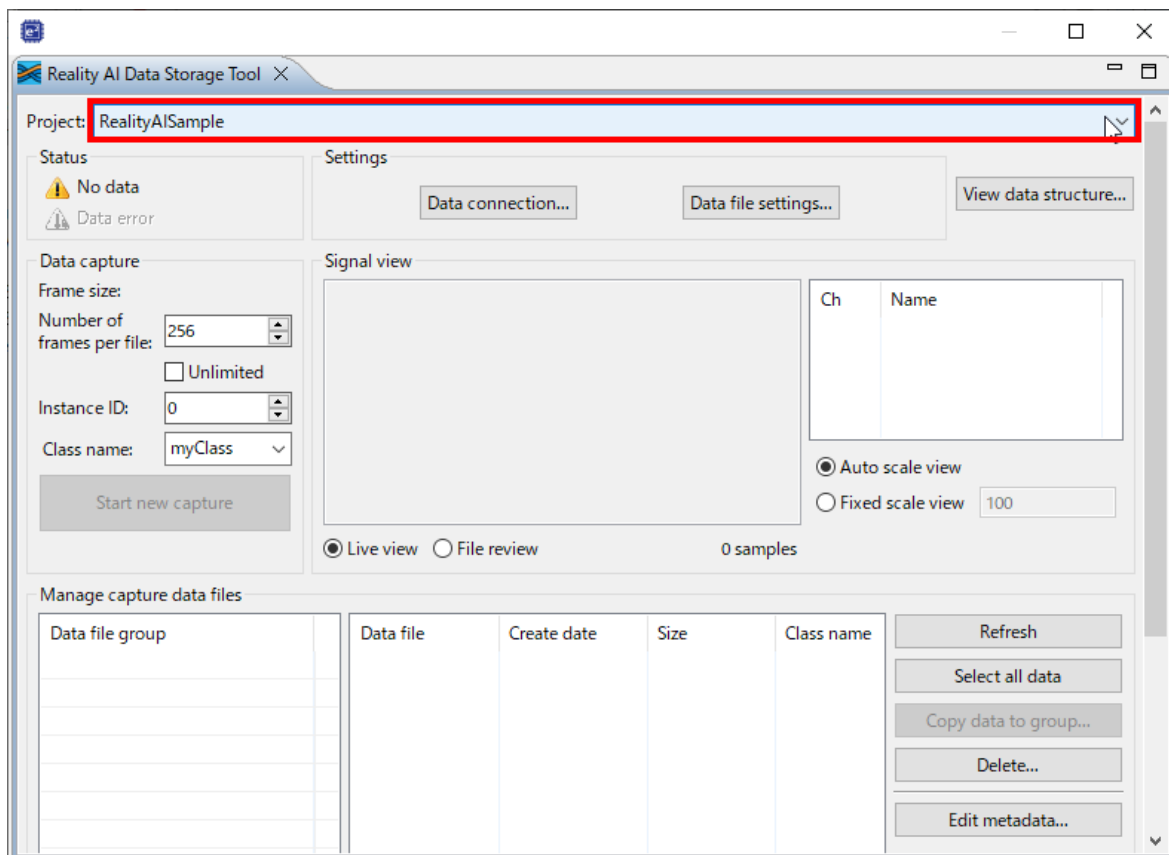 e²
Reality AI Data Storage Tool
Project: RealityAISample
Status
No data
Data error
Settings
Data connection...
Data file settings...
View data structure...
Data capture
Frame size:
Number of
frames per file:
256
Unlimited
Instance ID:
0
Class name:
myClass
Start new capture
Signal view
Ch
Name
Auto scale view
Fixed scale view
100
Live view
File review
0 samples
Manage capture data files
Data file group
Data file
Create date
Size
Class name
Refresh
Select all data
Copy data to group...
Delete...
Edit metadata...